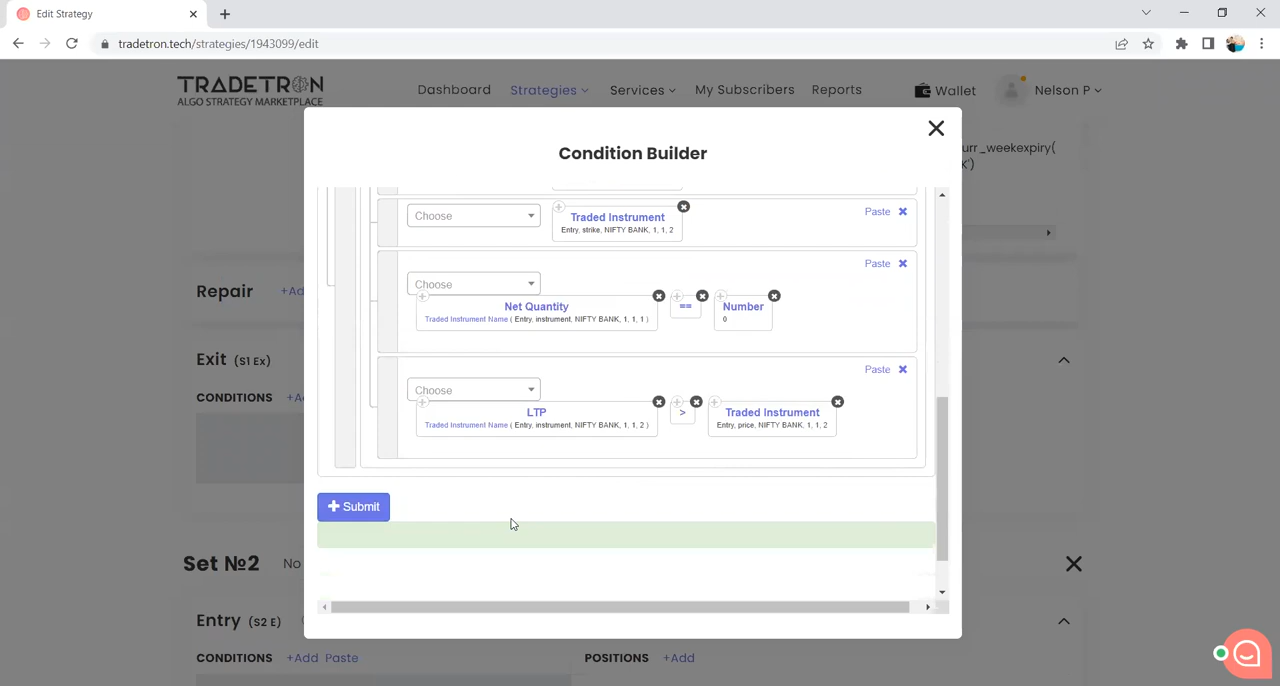 Edit Strategy
tradetron.tech/strategies/1943099/edit
TRADETRON
ALGO STRATEGY MARKETPLACE
Dashboard Strategies Services My Subscribers Reports Wallet Nelson P
urr_weekexpiry(
K')
Condition Builder
Choose
Traded Instrument
Entry, strike, NIFTY BANK, 1, 1, 2
Paste
Choose
Net Quantity
Traded Instrument Name ( Entry, instrument, NIFTY BANK, 1, 1, 1 )
==
Number
0
Paste
Choose
LTP
Traded Instrument Name ( Entry, instrument, NIFTY BANK, 1, 1, 2 )
>
Traded Instrument
Entry, price, NIFTY BANK, 1, 1, 2
Paste
Submit
Repair +Ad
Exit (S1 Ex)
CONDITIONS +A
Set №2 No
Entry (S2 E)
CONDITIONS +Add Paste
POSITIONS +Add